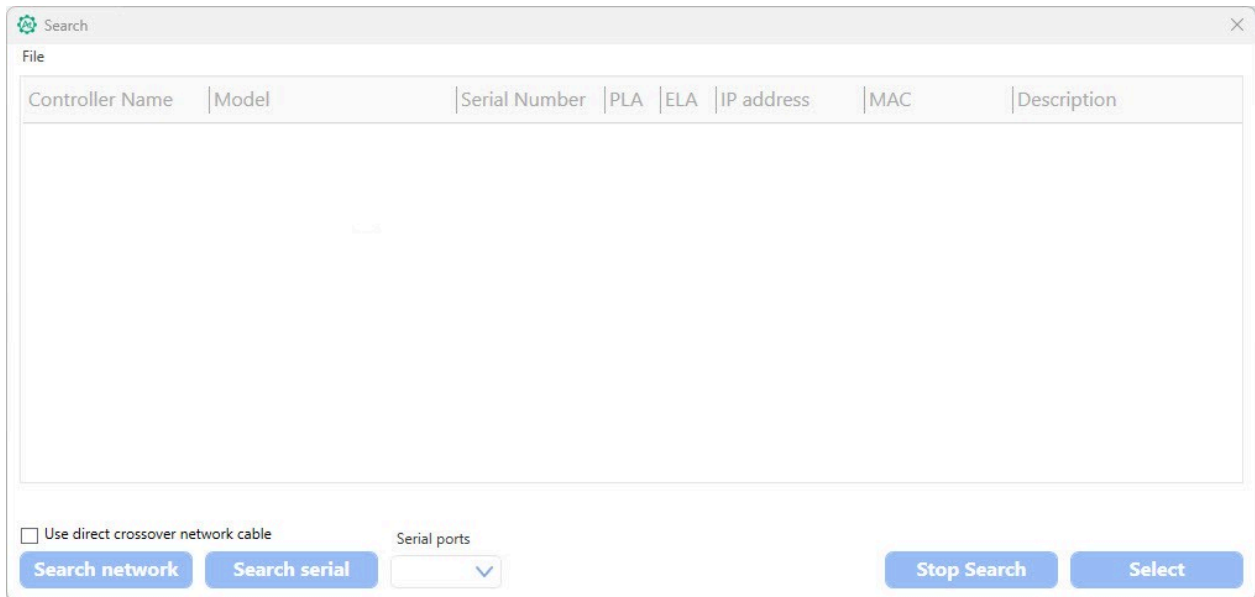 Search
File
Controller Name Model Serial Number PLA ELA IP address MAC Description
Use direct crossover network cable
Serial ports
Search network Search serial Stop Search Select